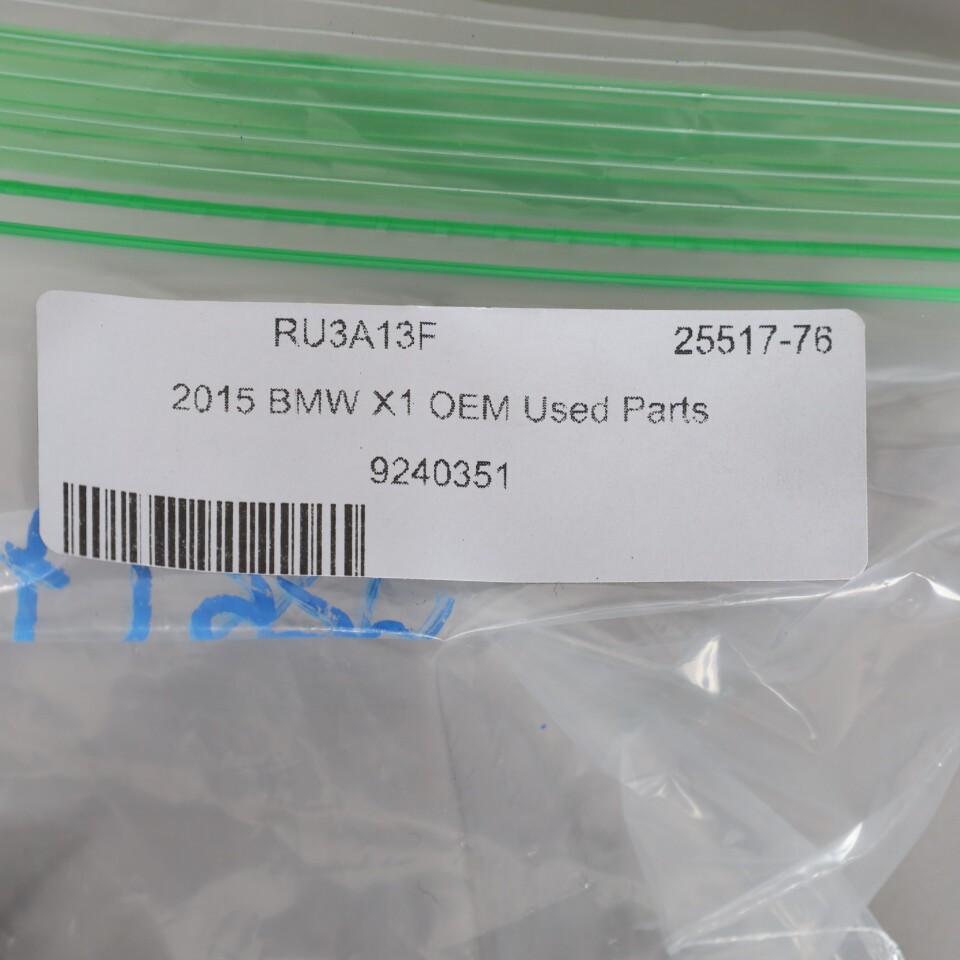 RU3A13F 25517-76
2015 BMW X1 OEM Used Parts
9240351